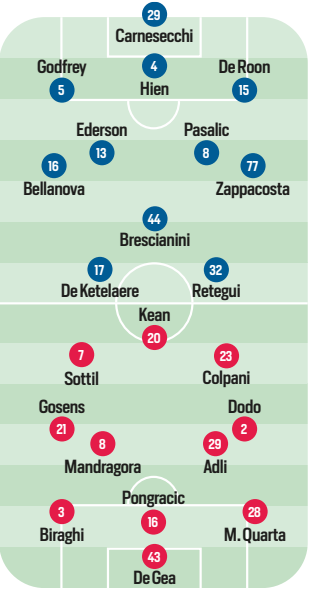 29
Carnesecchi
Godfrey 4 De Roon
5 Hien 15
Ederson Pasalic
16 13 8 77
Bellanova Zappacosta
44
Brescianini
17 32
De Ketelaere Retegui
Kean
20
7 23
Sottil Colpani
Gosens Dodo
21 2
8 29
Mandragora Adli
Pongracic
3 16 28
Biraghi M. Quarta
43
De Gea